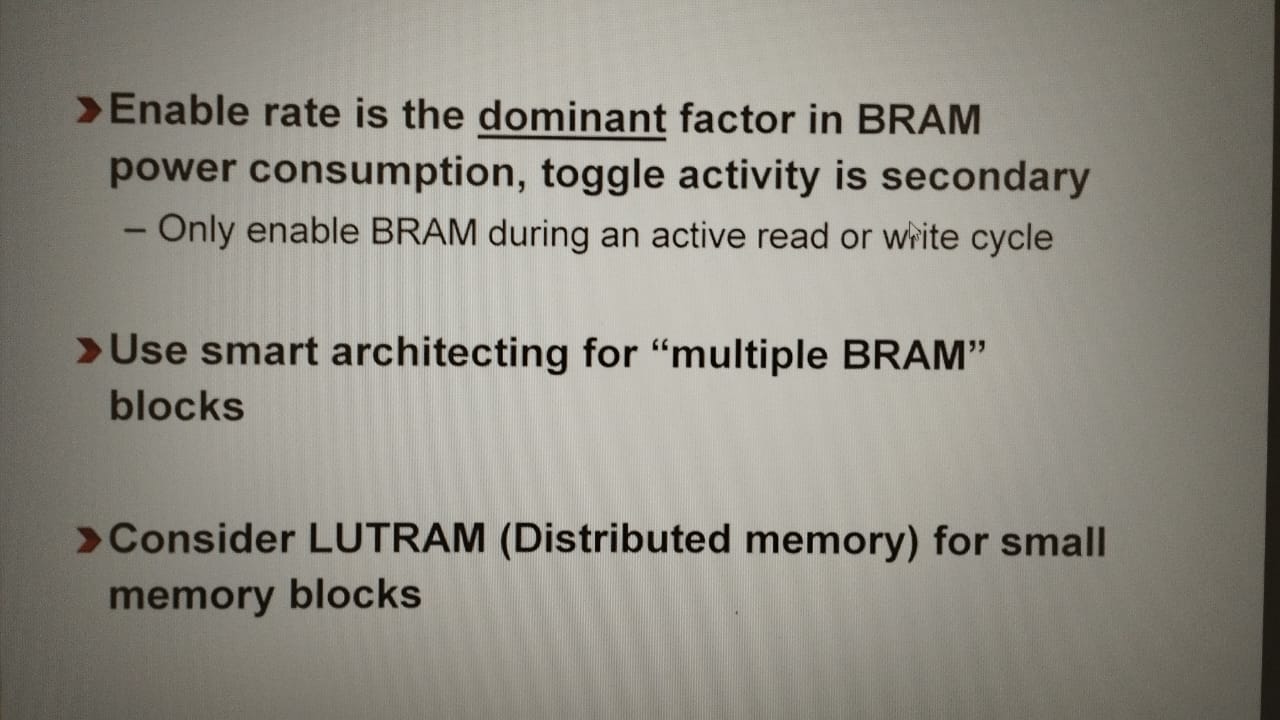 Enable rate is the dominant factor in BRAM
power consumption, toggle activity is secondary
– Only enable BRAM during an active read or write cycle
Use smart architecting for “multiple BRAM”
blocks
Consider LUTRAM (Distributed memory) for small
memory blocks